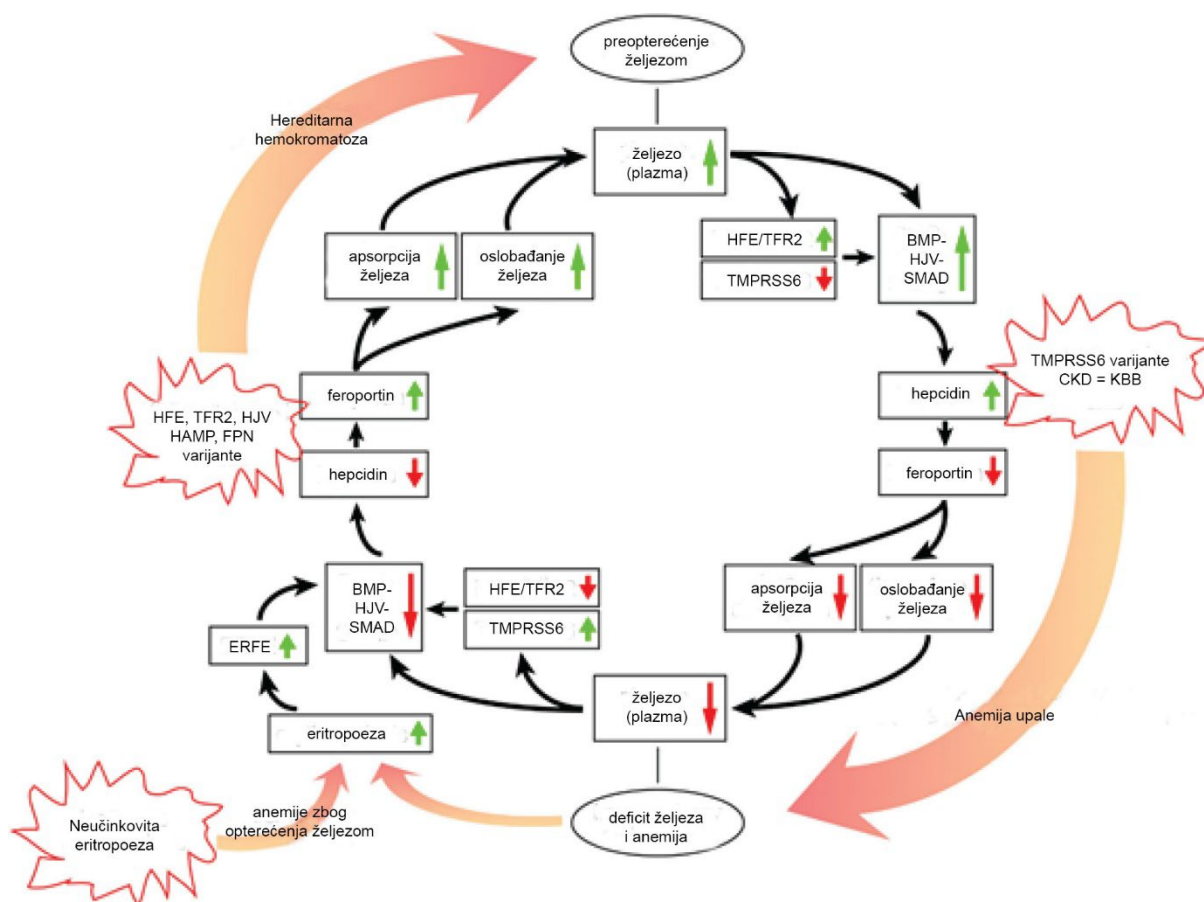 preopterećenje
željezom
Hereditarna
hemokromatoza
željezo
(plazma)
HFE/TFR2
TMPRSS6
BMP-
HJV-
SMAD
apsorpcija
željeza
oslobađanje
željeza
TMPRSS6 varijante
CKD = KBB
hepcidin
feroportin
HFE, TFR2, HJV
HAMP, FPN
varijante
feroportin
hepcidin
BMP-
HJV-
SMAD
HFE/TFR2
TMPRSS6
apsorpcija
željeza
oslobađanje
željeza
ERFE
eritropoeza
željezo
(plazma)
Anemija upale
Neučinkovita
eritropoeza
anemije zbog
opterećenja željezom
deficit željeza
i anemija